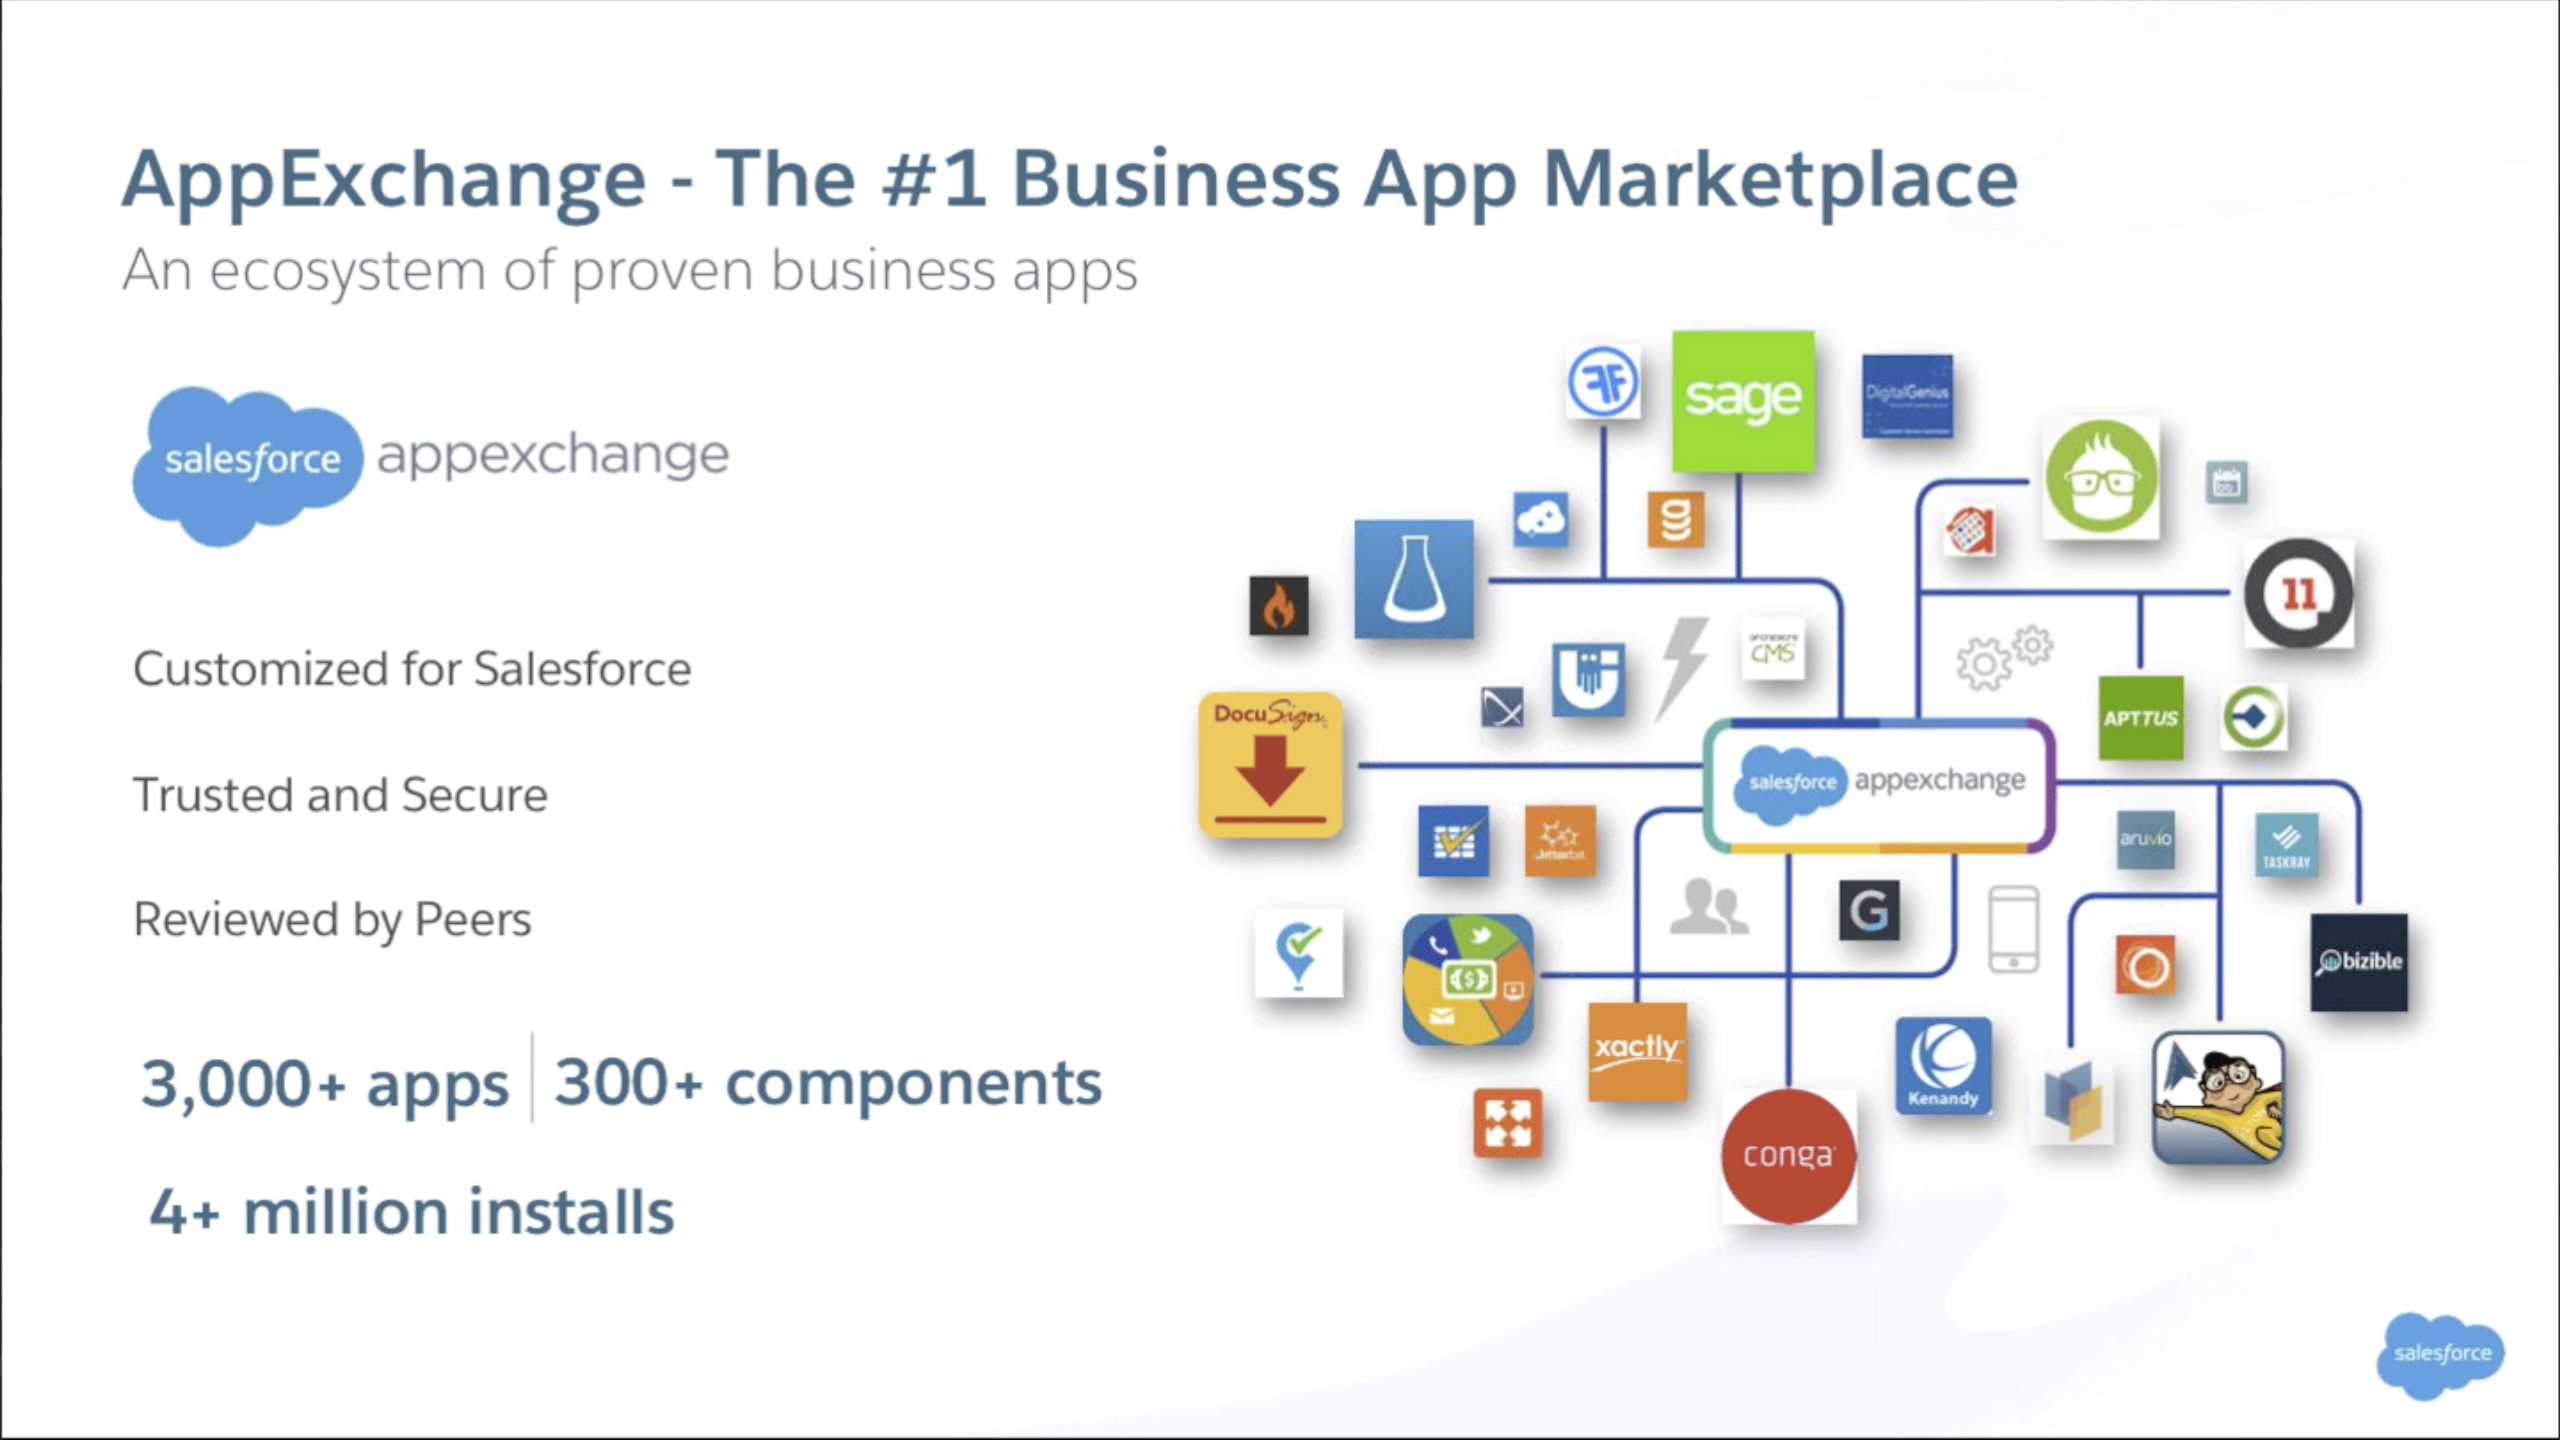 AppExchange - The #1 Business App Marketplace
An ecosystem of proven business apps
salesforce appexchange
Customized for Salesforce
Trusted and Secure
Reviewed by Peers
3,000+ apps
300+ components
4+ million installs
sage
DigitalGenius
11
CMS
DocuSign
APTTUS
salesforce appexchange
Jitterbit
aruvio
TASKRAY
G
bizible
xactly
Kenandy
conga
salesforce